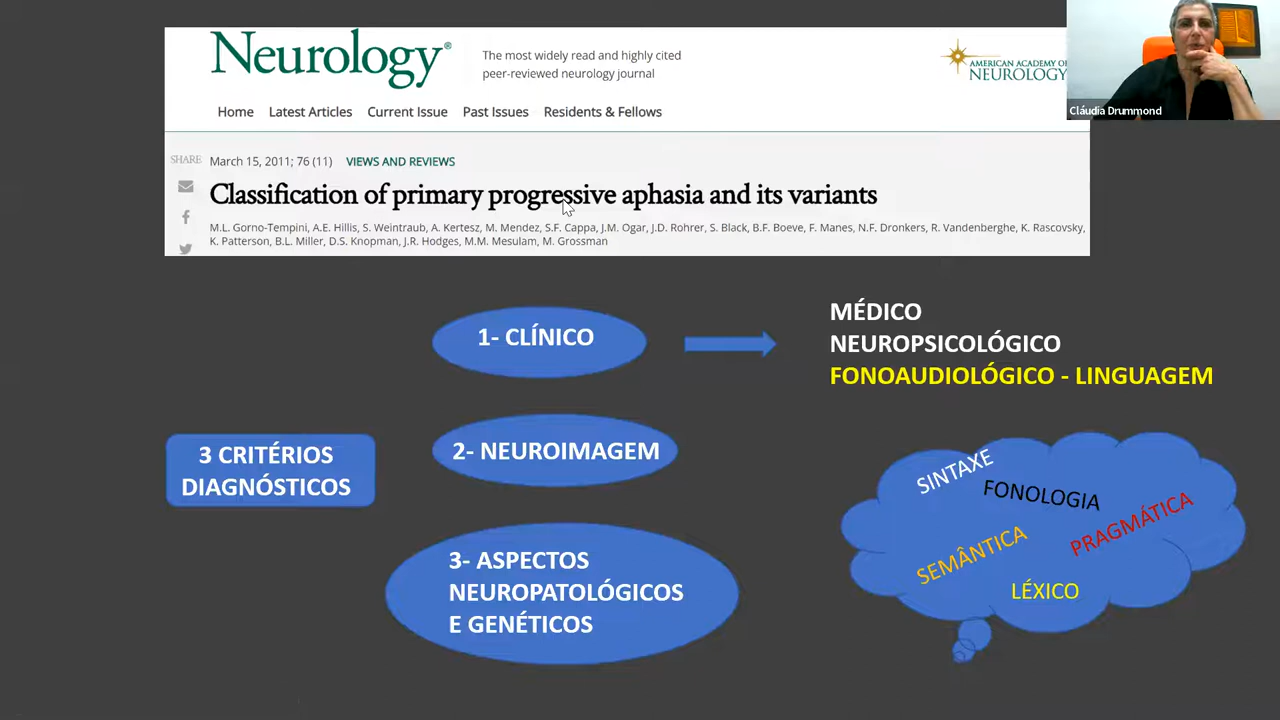 Neurology®
The most widely read and highly cited
peer-reviewed neurology journal
AMERICAN ACADEMY OF
NEUROLOGY
Cláudia Drummond
Home Latest Articles Current Issue Past Issues Residents & Fellows
SHARE
March 15, 2011; 76 (11) VIEWS AND REVIEWS
Classification of primary progressive aphasia and its variants
M.L. Gorno-Tempini, A.E. Hillis, S. Weintraub, A. Kertesz, M. Mendez, S.F. Cappa, J.M. Ogar, J.D. Rohrer, S. Black, B.F. Boeve, F. Manes, N.F. Dronkers, R. Vandenberghe, K. Rascovsky,
K. Patterson, B.L. Miller, D.S. Knopman, J.R. Hodges, M.M. Mesulam, M. Grossman
3 CRITÉRIOS
DIAGNÓSTICOS
1- CLÍNICO
MÉDICO
NEUROPSICOLÓGICO
FONOAUDIOLÓGICO - LINGUAGEM
2- NEUROIMAGEM
3- ASPECTOS
NEUROPATOLÓGICOS
E GENÉTICOS
SINTAXE
FONOLOGIA
PRAGMÁTICA
SEMÂNTICA
LÉXICO